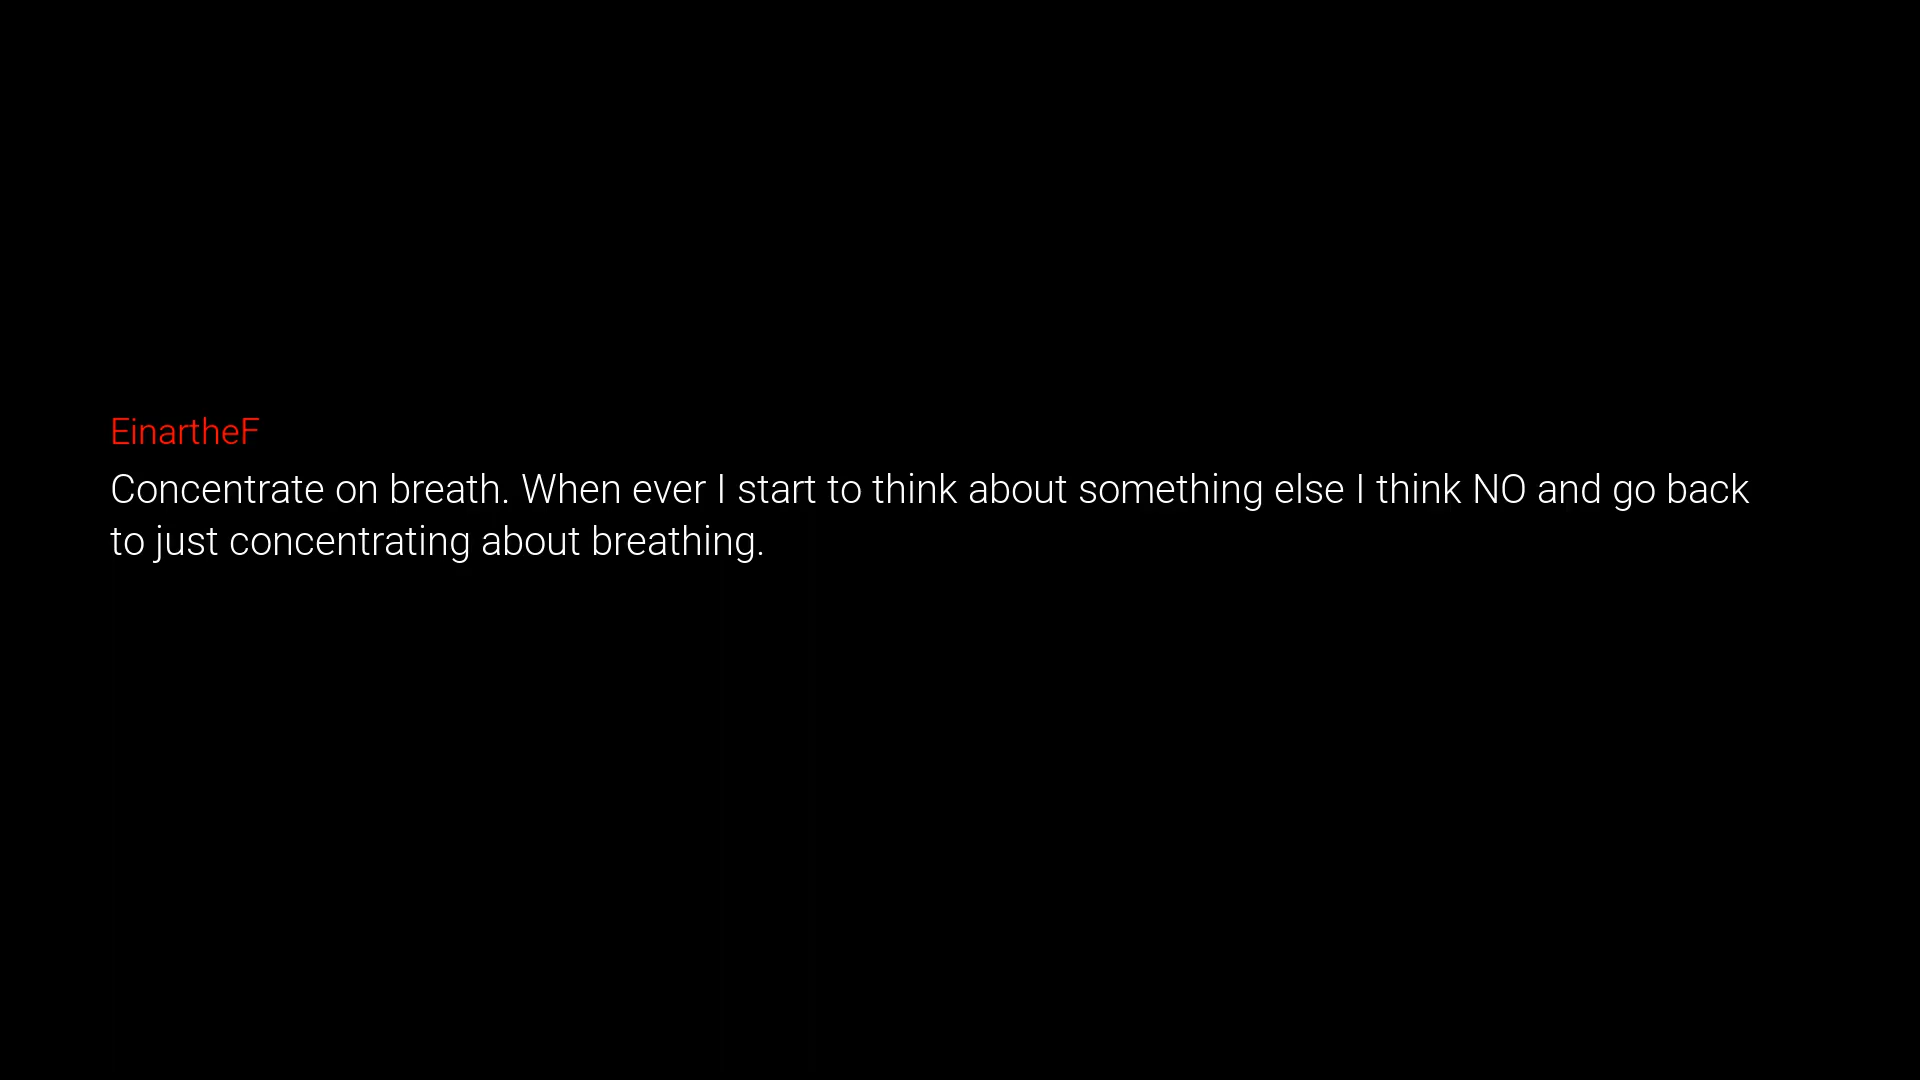 EinartheF
Concentrate on breath. When ever I start to think about something else I think NO and go back
to just concentrating about breathing.